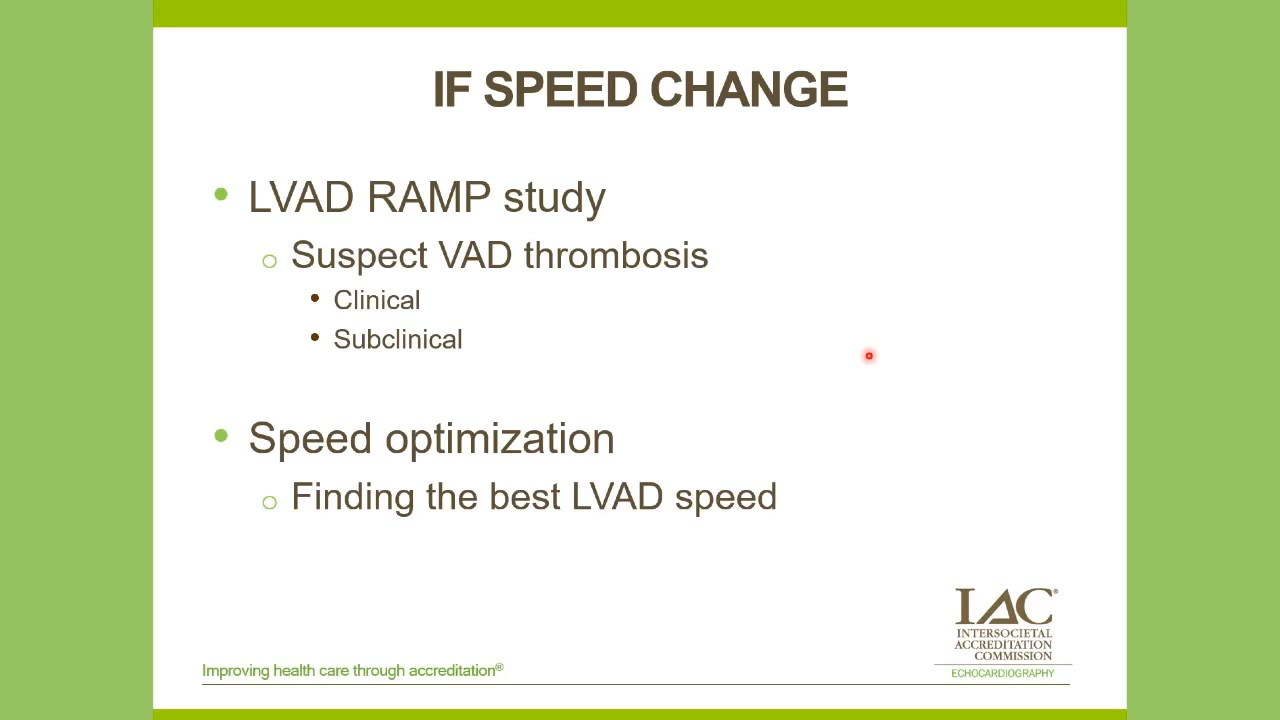 IF SPEED CHANGE
• LVAD RAMP study
o Suspect VAD thrombosis
• Clinical
• Subclinical
• Speed optimization
o Finding the best LVAD speed
IAC®
INTERSOCIETAL
ACCREDITATION
COMMISSION
ECHOCARDIOGRAPHY
Improving health care through accreditation®